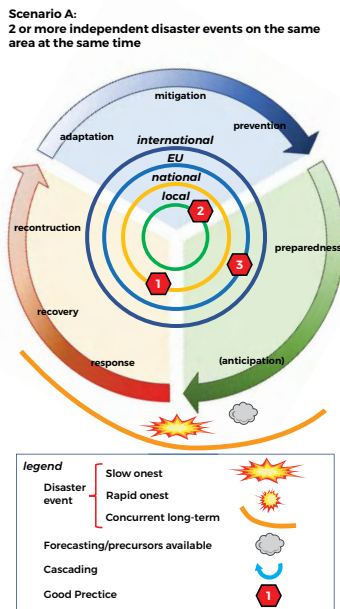 Scenario A:
2 or more independent disaster events on the same
area at the same time
mitigation
adaptation
prevention
international
EU
national
local
2
recontruction
preparedness
3
1
recovery
response
(anticipation)
legend
Disaster
event
Slow onest
Rapid onest
Concurrent long-term
Forecasting/precursors available
Cascading
Good Prectice
1